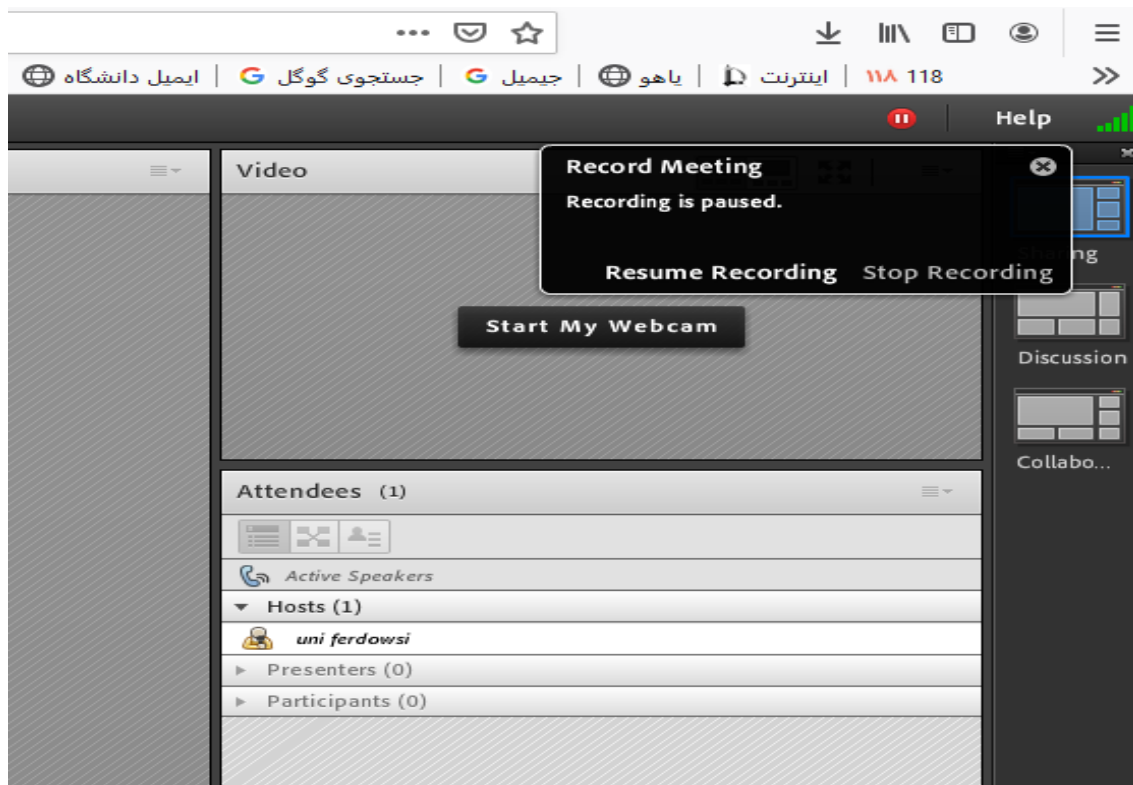 ایمیل دانشگاه | جستجوی گوگل | جیمیل | یاهو | اینترنت | ۱۱۸ 118
Help
Video
Record Meeting
Recording is paused.
Resume Recording Stop Recording
Sharing
Start My Webcam
Discussion
Collabo...
Attendees (1)
Active Speakers
Hosts (1)
uni ferdowsi
Presenters (0)
Participants (0)